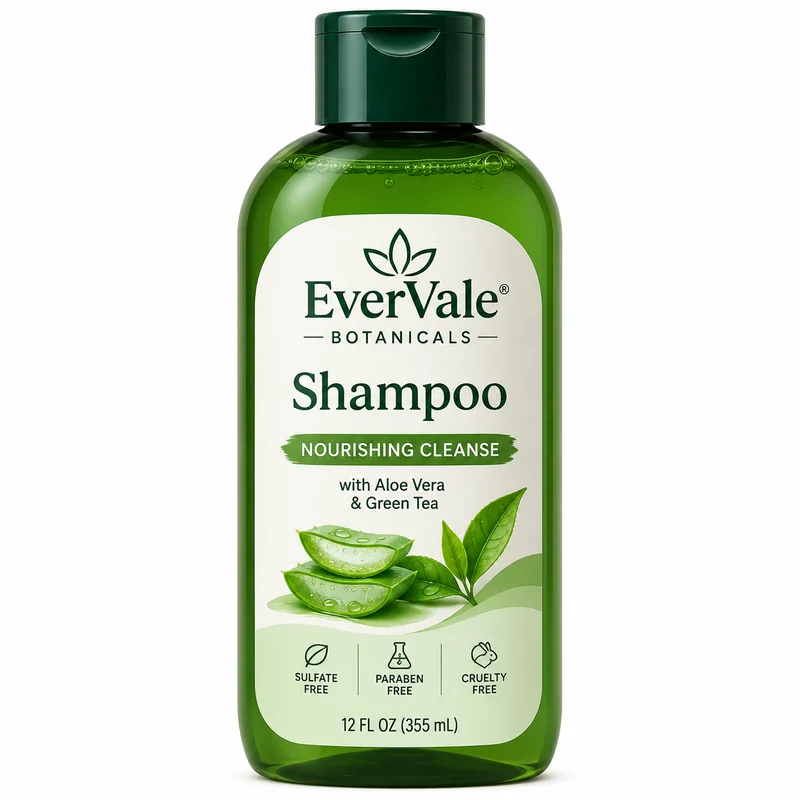 EverVale®
BOTANICALS
Shampoo
NOURISHING CLEANSE
with Aloe Vera
& Green Tea
SULFATE
FREE
PARABEN
FREE
CRUELTY
FREE
12 FL OZ (355 mL)